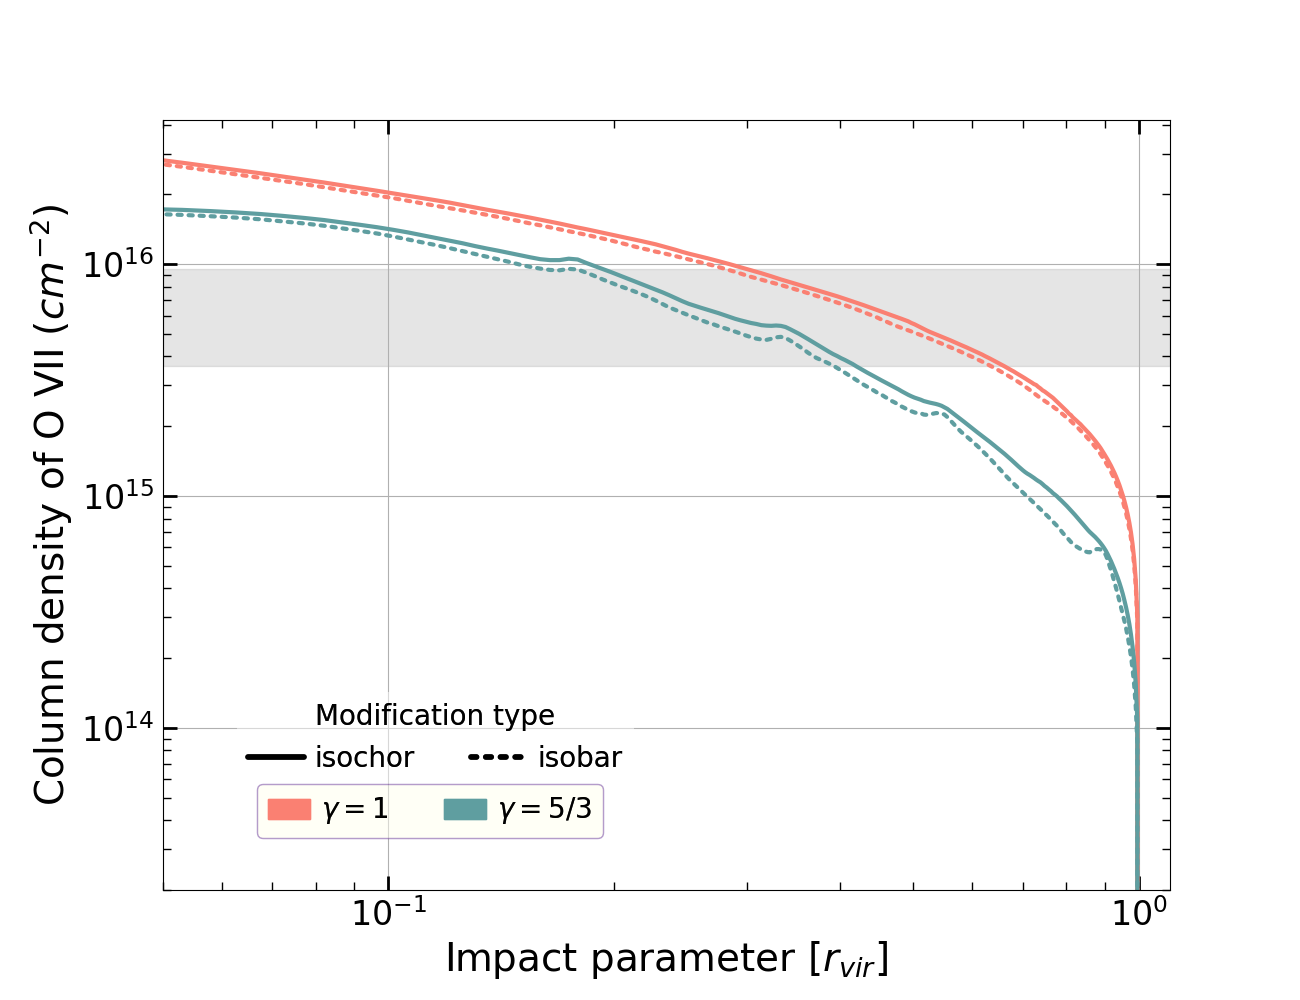 Column density of O VII (cm⁻²)
10¹⁶
10¹⁵
10¹⁴
Modification type
isochor isobar
γ = 1 γ = 5/3
10⁻¹ 10⁰
Impact parameter [r_vir]